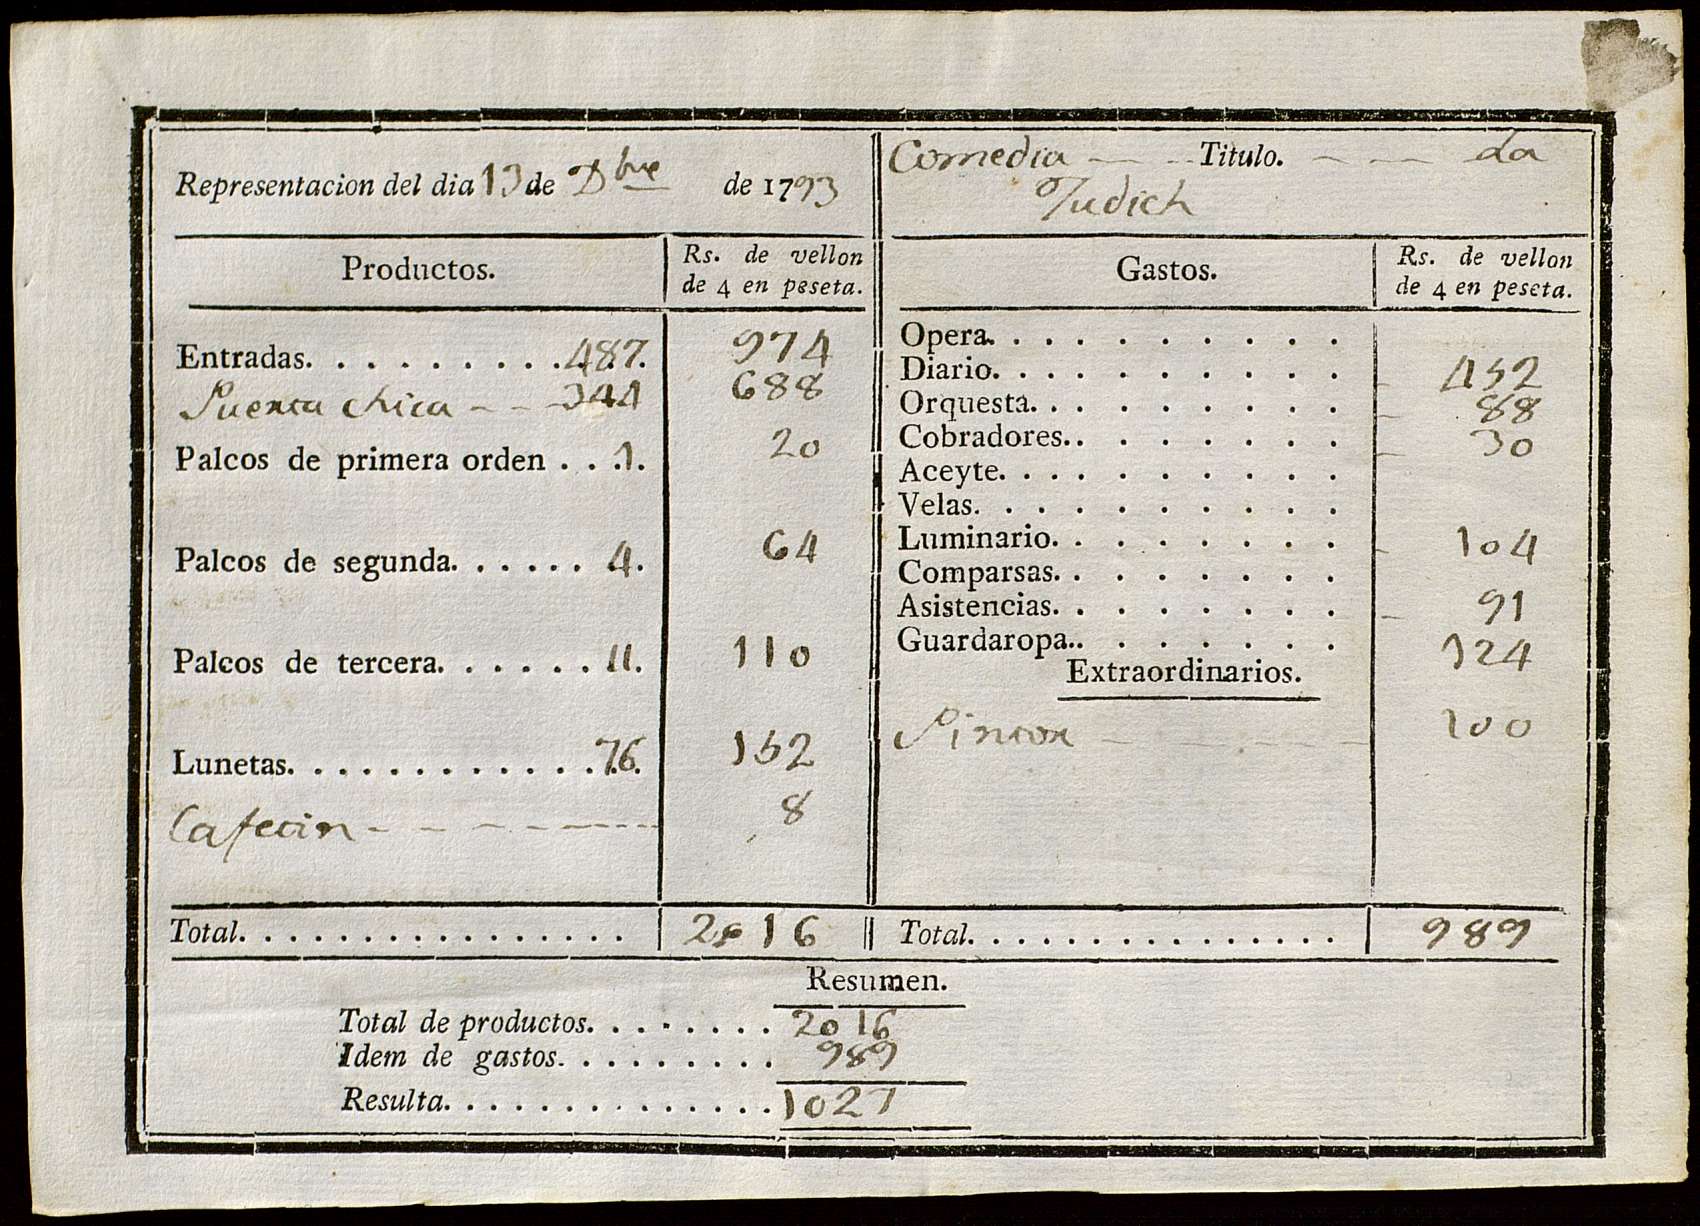 Representacion del dia 13 de Dbre de 1793
Comedia Titulo. La
Judich
Productos.
Rs. de vellon
de 4 en peseta.
Entradas. . . . . . . . . 487. 974
Puerta chica - - - 344 688
Palcos de primera orden . . . 1. 20
Palcos de segunda. . . . . . 4. 64
Palcos de tercera. . . . . . 11. 110
Lunetas. . . . . . . . . . . . 76. 152
Cafecin - - - - - - 8
Total. . . . . . . . . . . . . . . . 2016
Gastos.
Rs. de vellon
de 4 en peseta.
Opera. . . . . . . . . .
Diario. . . . . . . . . . 452
Orquesta. . . . . . . . . 88
Cobradores. . . . . . . . 30
Aceyte. . . . . . . . . .
Velas. . . . . . . . . . .
Luminario. . . . . . . . 104
Comparsas. . . . . . . .
Asistencias. . . . . . . . 91
Guardaropa. . . . . . . . 124
Extraordinarios.
Pintor - - - - - 100
Total. . . . . . . . . . . . . . . 989
Resumen.
Total de productos. . . . . . . . 2016
Idem de gastos. . . . . . . . . 989
Resulta. . . . . . . . . . . . . . 1027